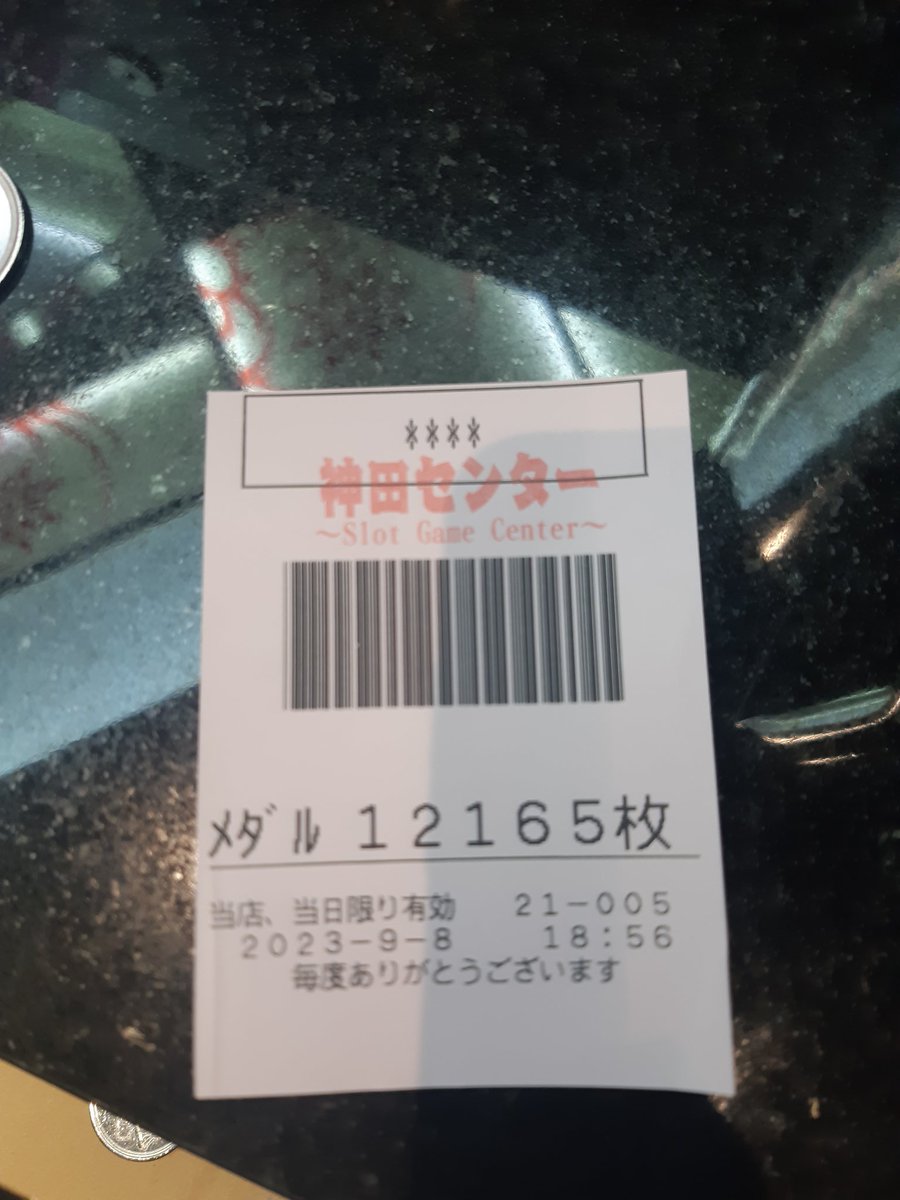 ****
神田センター
～Slot Game Center～
ﾒﾀﾞﾙ 12165枚
当店、当日限り有効 21-005
2023-9-8 18:56
毎度ありがとうございます